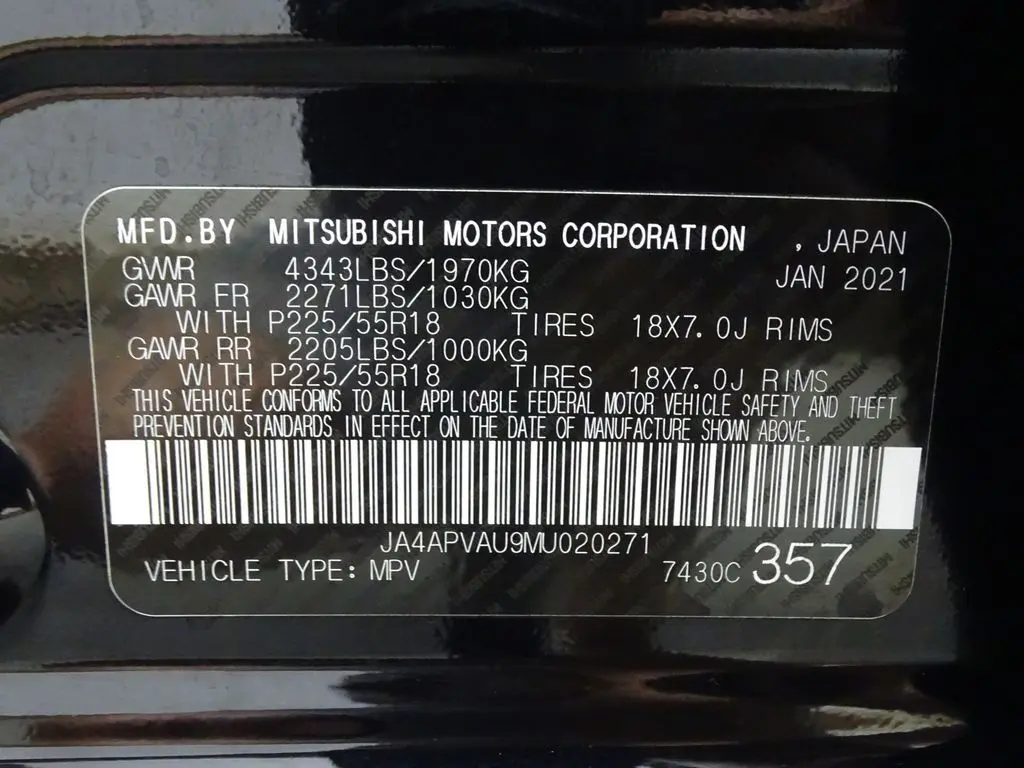 MFD.BY MITSUBISHI MOTORS CORPORATION , JAPAN
GVWR 4343LBS/1970KG JAN 2021
GAWR FR 2271LBS/1030KG
WITH P225/55R18 TIRES 18X7.0J RIMS
GAWR RR 2205LBS/1000KG
WITH P225/55R18 TIRES 18X7.0J RIMS
THIS VEHICLE CONFORMS TO ALL APPLICABLE FEDERAL MOTOR VEHICLE SAFETY AND THEFT
PREVENTION STANDARDS IN EFFECT ON THE DATE OF MANUFACTURE SHOWN ABOVE.
JA4APVAU9MU020271
VEHICLE TYPE: MPV 7430C 357